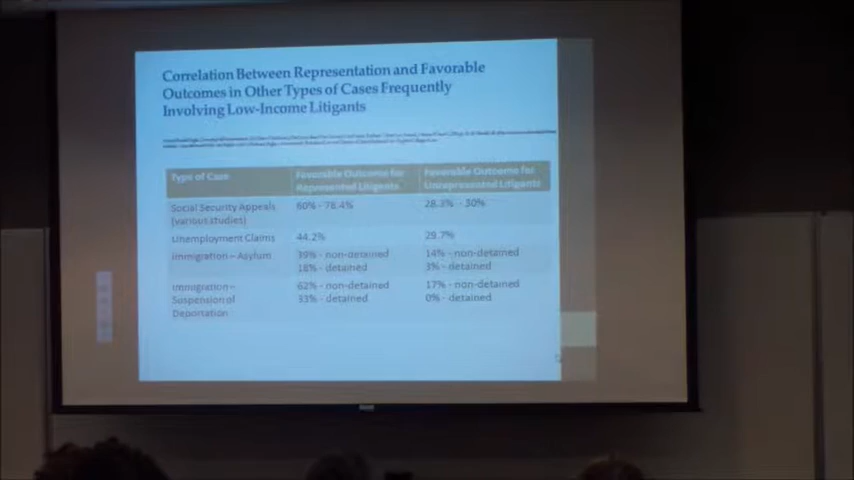 Correlation Between Representation and Favorable
Outcomes in Other Types of Cases Frequently
Involving Low-Income Litigants
Type of Case
Favorable Outcome for
Represented Litigants
Favorable Outcome for
Unrepresented Litigants
Social Security Appeals
(various studies)
60% - 78.4%
28.3% - 50%
Unemployment Claims
44.2%
29.7%
Immigration – Asylum
39% - non-detained
18% - detained
14% - non-detained
3% - detained
Immigration –
Suspension of
Deportation
62% - non-detained
33% - detained
17% - non-detained
0% - detained